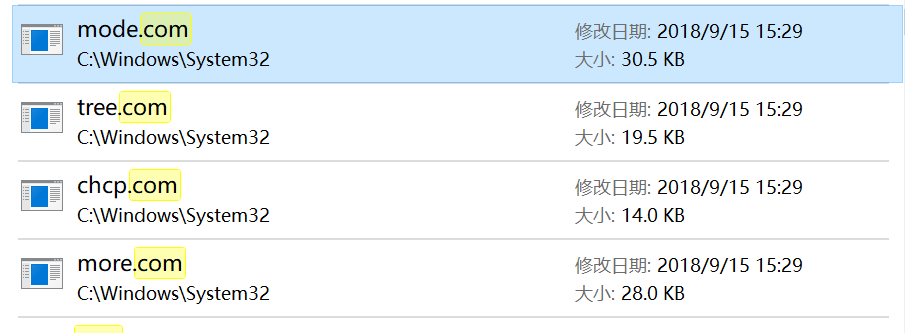 mode.com 修改日期: 2018/9/15 15:29
C:\Windows\System32 大小: 30.5 KB
tree.com 修改日期: 2018/9/15 15:29
C:\Windows\System32 大小: 19.5 KB
chcp.com 修改日期: 2018/9/15 15:29
C:\Windows\System32 大小: 14.0 KB
more.com 修改日期: 2018/9/15 15:29
C:\Windows\System32 大小: 28.0 KB